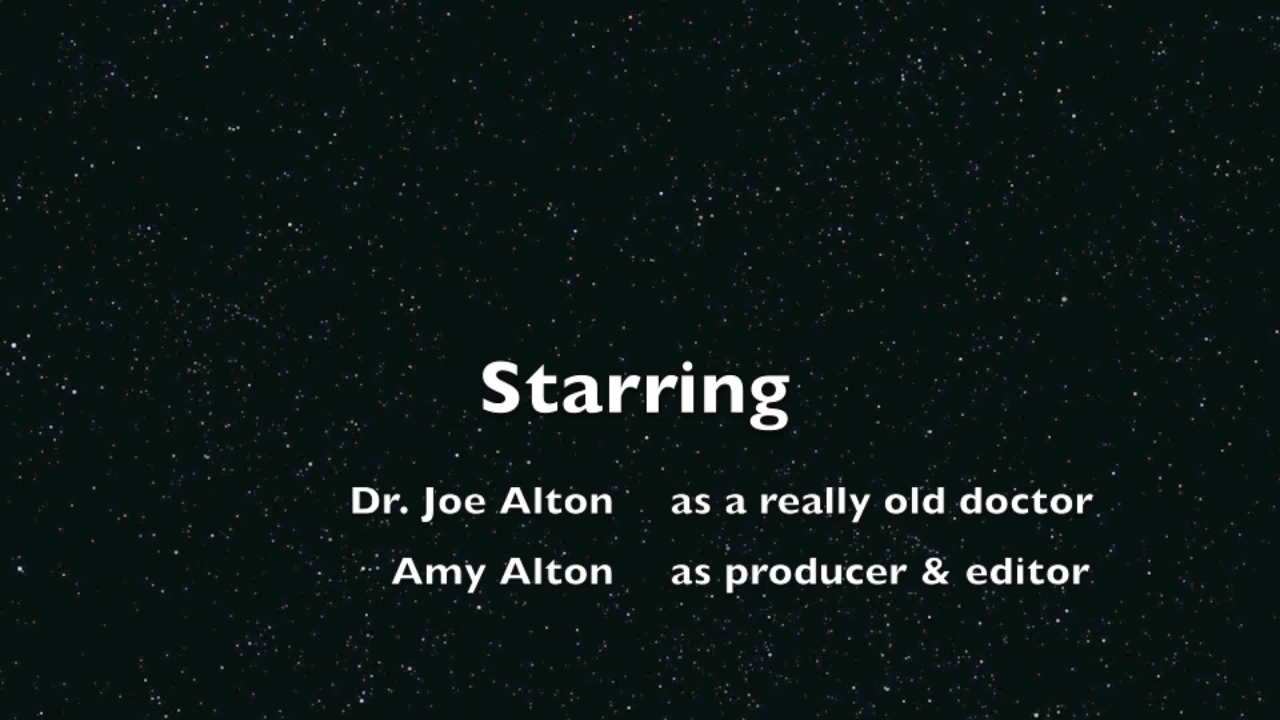 Starring
Dr. Joe Alton as a really old doctor
Amy Alton as producer & editor